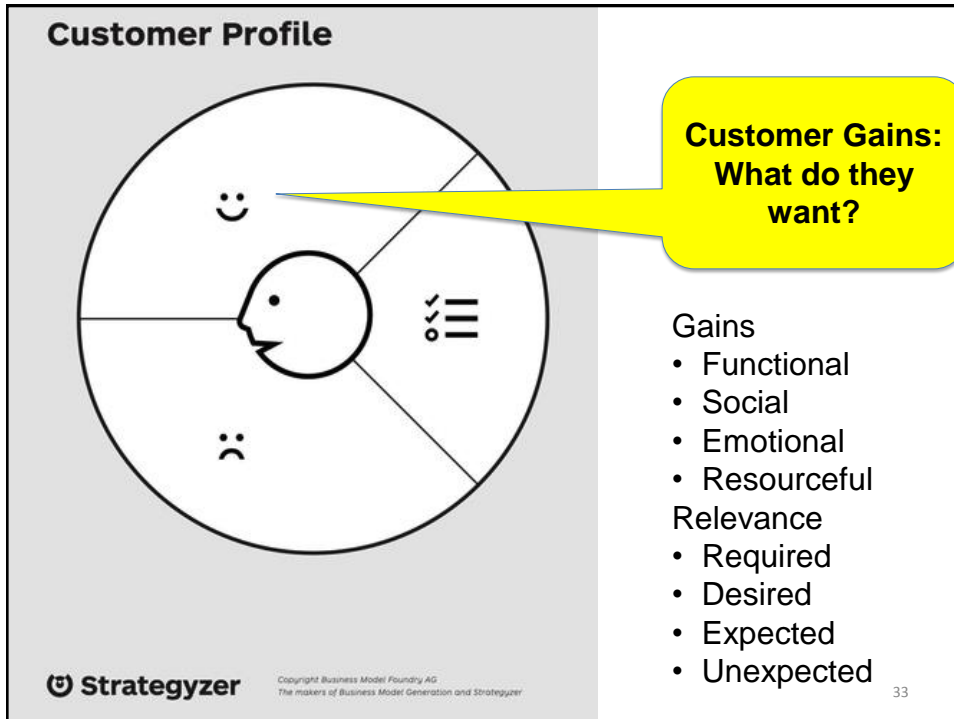 Customer Profile
Customer Gains:
What do they
want?
Gains
• Functional
• Social
• Emotional
• Resourceful
Relevance
• Required
• Desired
• Expected
• Unexpected
Strategyzer
Copyright Business Model Foundry AG
The makers of Business Model Generation and Strategyzer
33